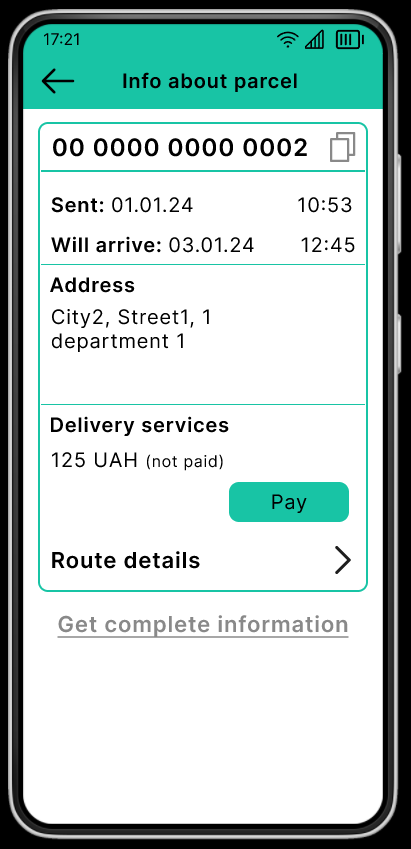 17:21
Info about parcel
00 0000 0000 0002
Sent: 01.01.24 10:53
Will arrive: 03.01.24 12:45
Address
City2, Street1, 1
department 1
Delivery services
125 UAH (not paid)
Pay
Route details
Get complete information